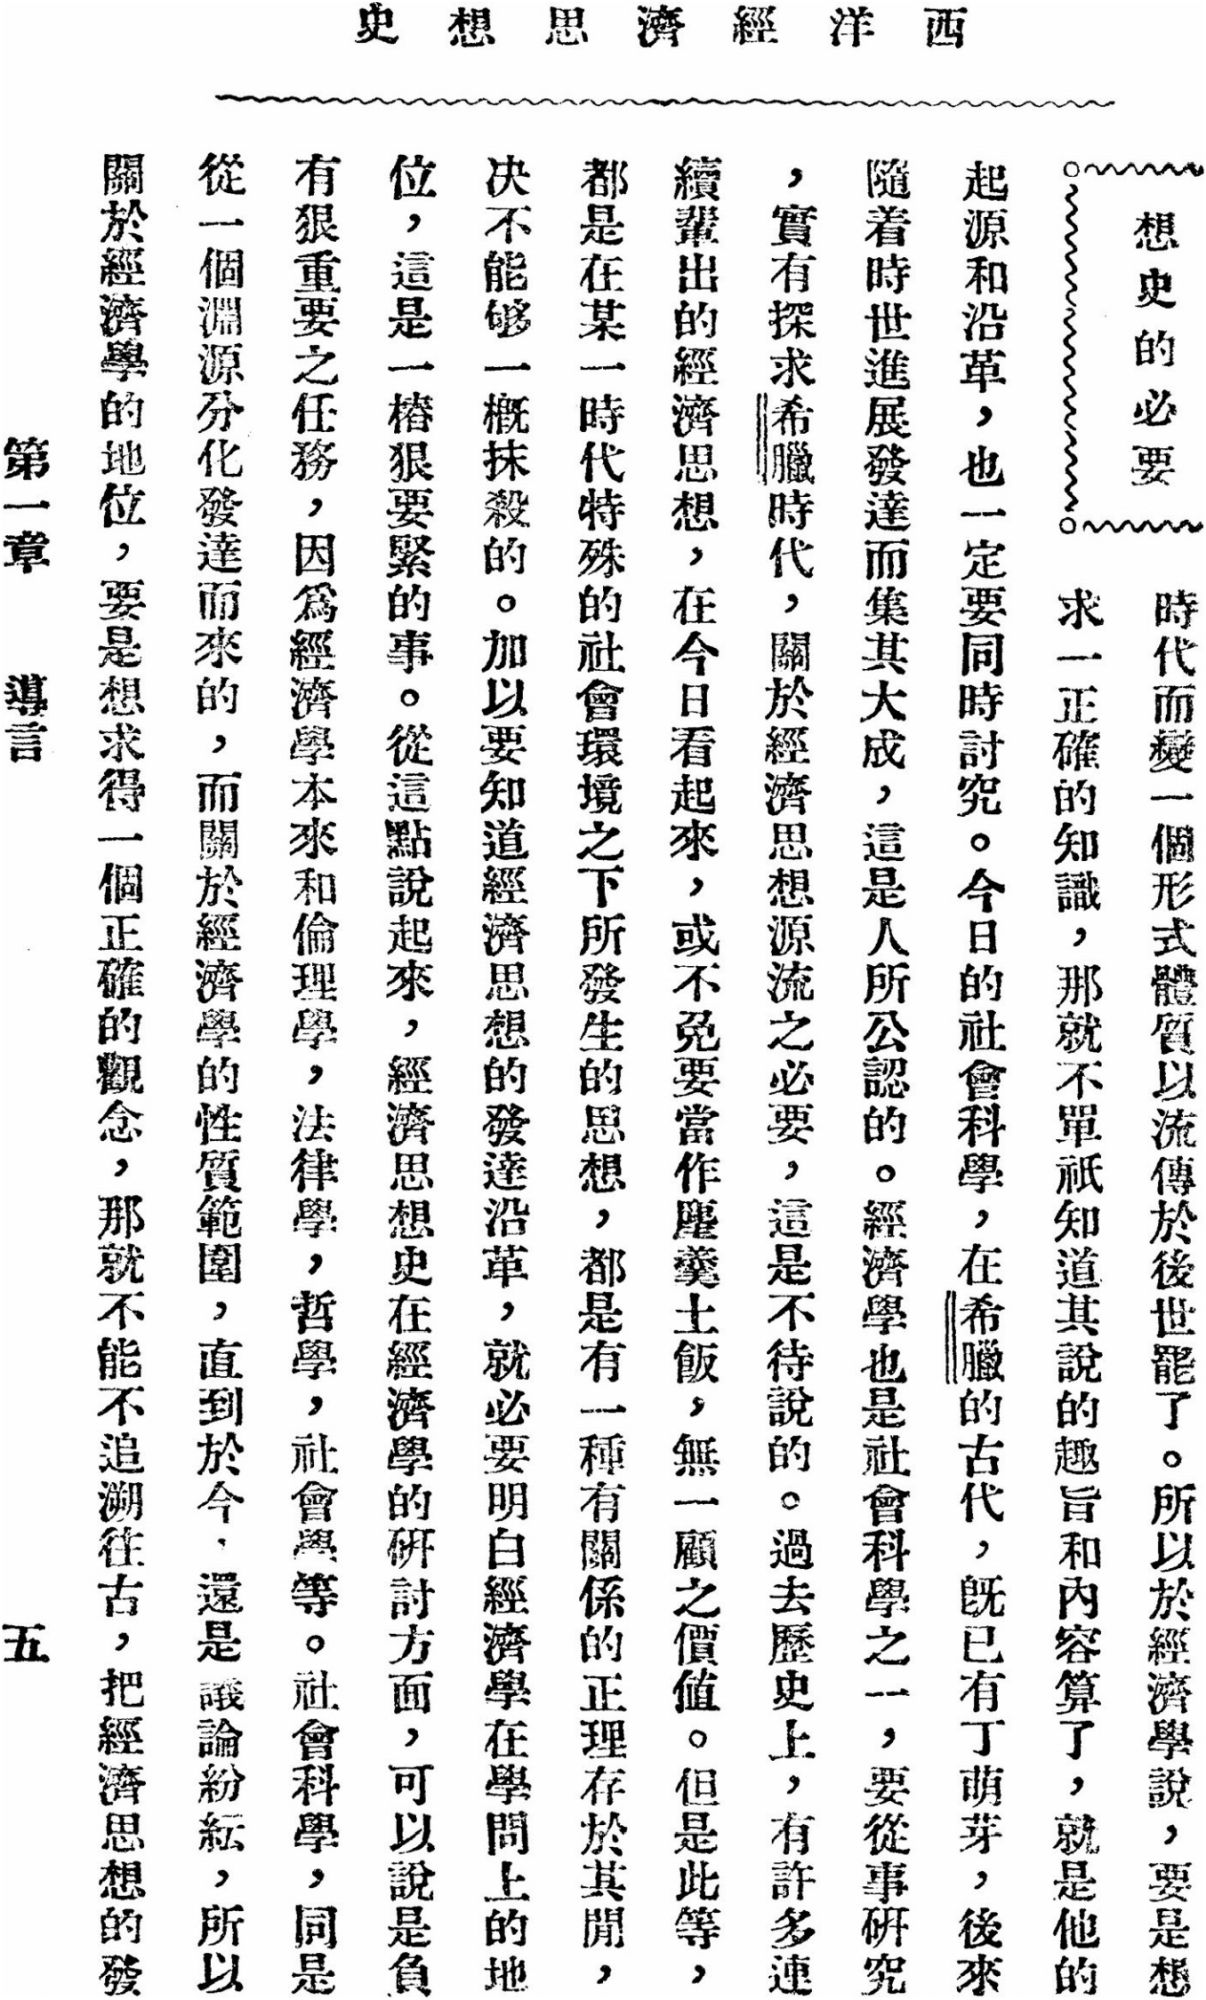 西洋經濟思想史
想史的必要
時代而變一個形式體質以流傳於後世罷了。所以於經濟學說，要是想
求一正確的知識，那就不單祇知道其說的趣旨和內容算了，就是他的
起源和沿革，也一定要同時討究。今日的社會科學，在希臘的古代，旣已有丁萌芽，後來
隨着時世進展發達而集其大成，這是人所公認的。經濟學也是社會科學之一，要從事硏究
，實有探求希臘時代，關於經濟思想源流之必要，這是不待說的。過去歷史上，有許多連
續輩出的經濟思想，在今日看起來，或不免要當作塵羹土飯，無一顧之價値。但是此等，
都是在某一時代特殊的社會環境之下所發生的思想，都是有一種有關係的正理存於其間，
决不能够一槪抹殺的。加以要知道經濟思想的發達沿革，就必要明白經濟學在學問上的地
位，這是一樁狠要緊的事。從這點說起來，經濟思想史在經濟學的硏討方面，可以說是負
有狠重要之任務，因爲經濟學本來和倫理學，法律學，哲學，社會學等。社會科學，同是
從一個淵源分化發達而來的，而關於經濟學的性質範圍，直到於今，還是議論紛紜，所以
關於經濟學的地位，要是想求得一個正確的觀念，那就不能不追溯往古，把經濟思想的發
第一章　導言　五